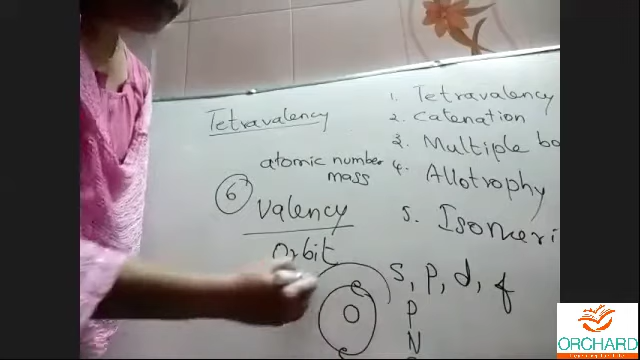 Tetravalency
atomic number
mass
6
Valency
Orbit
1. Tetravalency
2. Catenation
3. Multiple bo
4. Allotrophy
5. Isomeri
s, p, d, f
P
N
ORCHARD